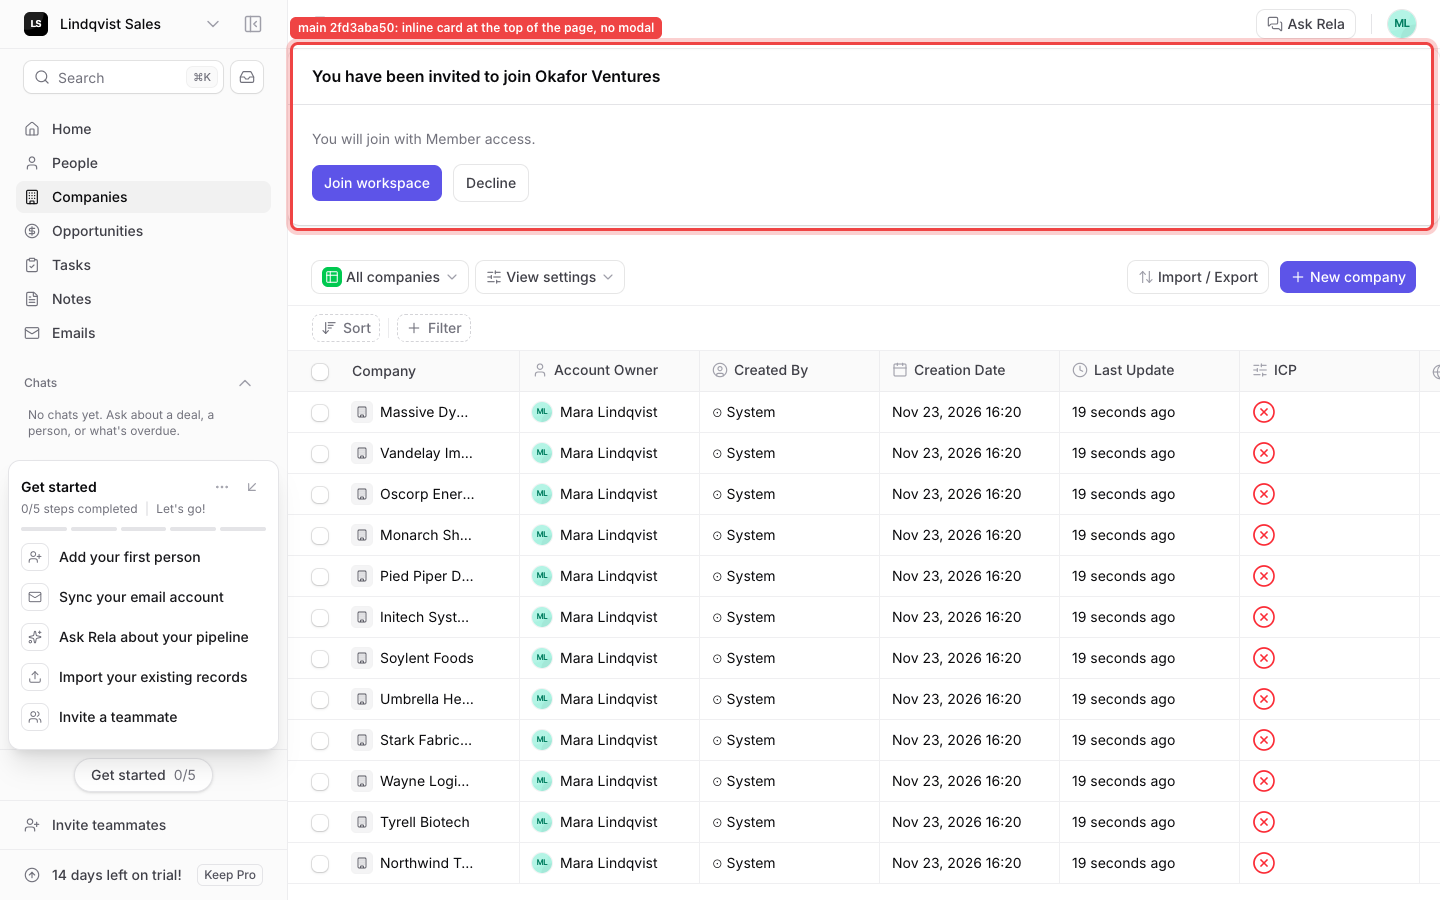 LS Lindqvist Sales
main 2fd3aba50: inline card at the top of the page, no modal
Ask Rela
ML
Search ⌘K
You have been invited to join Okafor Ventures
You will join with Member access.
Join workspace Decline
Home
People
Companies
Opportunities
Tasks
Notes
Emails
Chats
No chats yet. Ask about a deal, a
person, or what's overdue.
Get started
0/5 steps completed Let's go!
Add your first person
Sync your email account
Ask Rela about your pipeline
Import your existing records
Invite a teammate
Get started 0/5
Invite teammates
14 days left on trial! Keep Pro
All companies View settings Import / Export New company
Sort Filter
Company Account Owner Created By Creation Date Last Update ICP
Massive Dy... ML Mara Lindqvist System Nov 23, 2026 16:20 19 seconds ago
Vandelay Im... ML Mara Lindqvist System Nov 23, 2026 16:20 19 seconds ago
Oscorp Ener... ML Mara Lindqvist System Nov 23, 2026 16:20 19 seconds ago
Monarch Sh... ML Mara Lindqvist System Nov 23, 2026 16:20 19 seconds ago
Pied Piper D... ML Mara Lindqvist System Nov 23, 2026 16:20 19 seconds ago
Initech Syst... ML Mara Lindqvist System Nov 23, 2026 16:20 19 seconds ago
Soylent Foods ML Mara Lindqvist System Nov 23, 2026 16:20 19 seconds ago
Umbrella He... ML Mara Lindqvist System Nov 23, 2026 16:20 19 seconds ago
Stark Fabric... ML Mara Lindqvist System Nov 23, 2026 16:20 19 seconds ago
Wayne Logi... ML Mara Lindqvist System Nov 23, 2026 16:20 19 seconds ago
Tyrell Biotech ML Mara Lindqvist System Nov 23, 2026 16:20 19 seconds ago
Northwind T... ML Mara Lindqvist System Nov 23, 2026 16:20 19 seconds ago